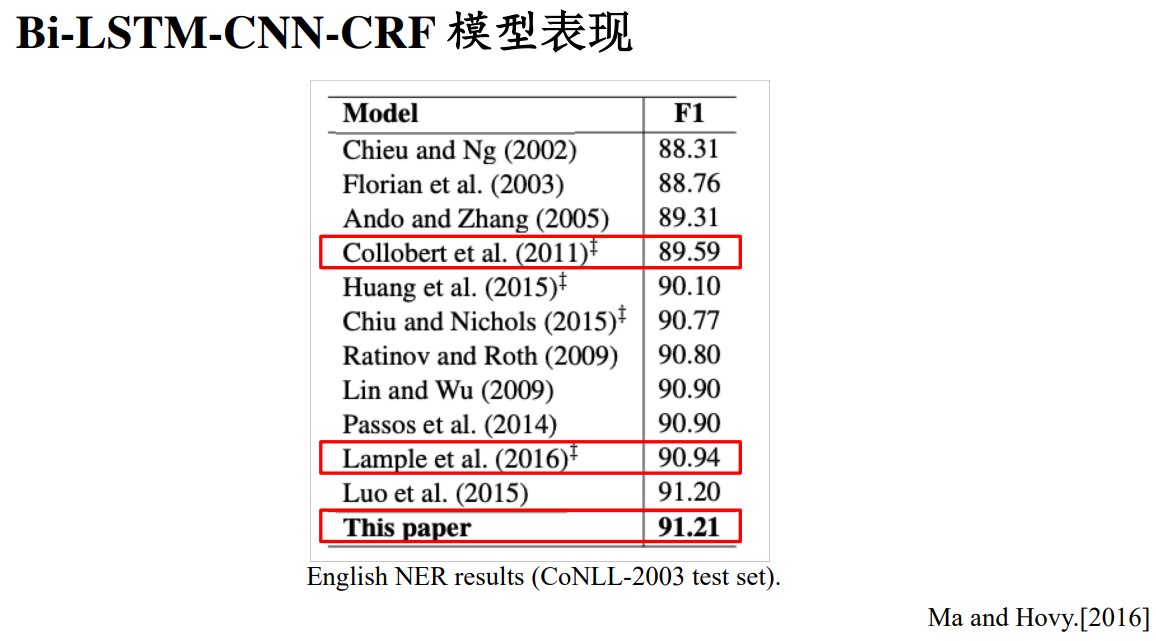 Bi-LSTM-CNN-CRF 模型表现
Model F1
Chieu and Ng (2002) 88.31
Florian et al. (2003) 88.76
Ando and Zhang (2005) 89.31
Collobert et al. (2011)‡ 89.59
Huang et al. (2015)‡ 90.10
Chiu and Nichols (2015)‡ 90.77
Ratinov and Roth (2009) 90.80
Lin and Wu (2009) 90.90
Passos et al. (2014) 90.90
Lample et al. (2016)‡ 90.94
Luo et al. (2015) 91.20
This paper 91.21
English NER results (CoNLL-2003 test set).
Ma and Hovy.[2016]